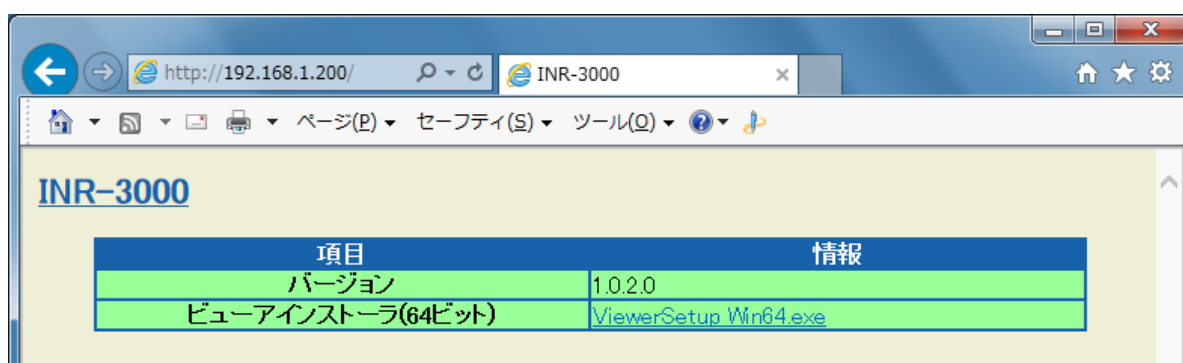 http://192.168.1.200/ INR-3000
ページ(P) セーフティ(S) ツール(O)
INR-3000
項目 情報
バージョン 1.0.2.0
ビューアインストーラ(64ビット) ViewerSetup Win64.exe